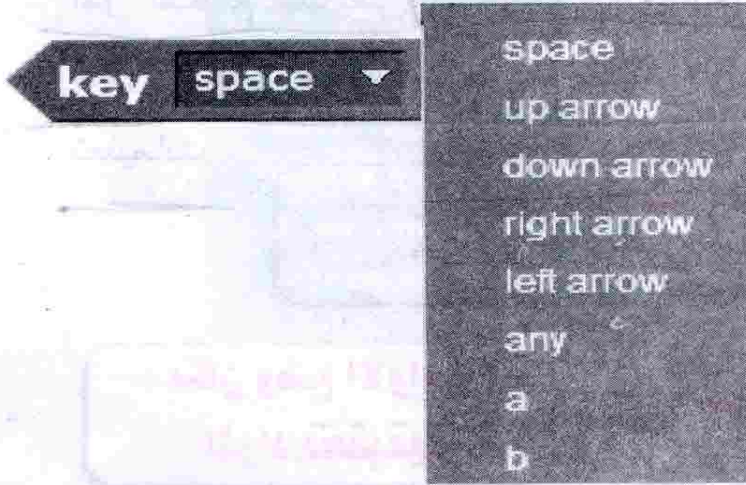 key space
space
up arrow
down arrow
right arrow
left arrow
any
a
b